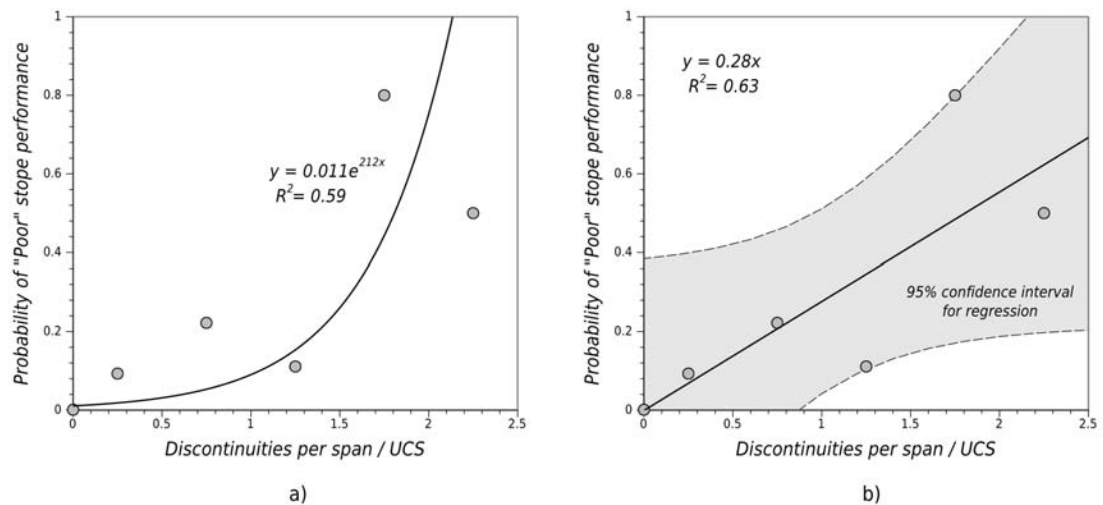 Probability of "Poor" stope performance
1
0.8
0.6
0.4
0.2
0
y = 0.011e^212x
R²= 0.59
0
0.5
1
1.5
2
2.5
Discontinuities per span / UCS
a)
Probability of "Poor" stope performance
1
0.8
0.6
0.4
0.2
0
y = 0.28x
R²= 0.63
95% confidence interval
for regression
0
0.5
1
1.5
2
2.5
Discontinuities per span / UCS
b)